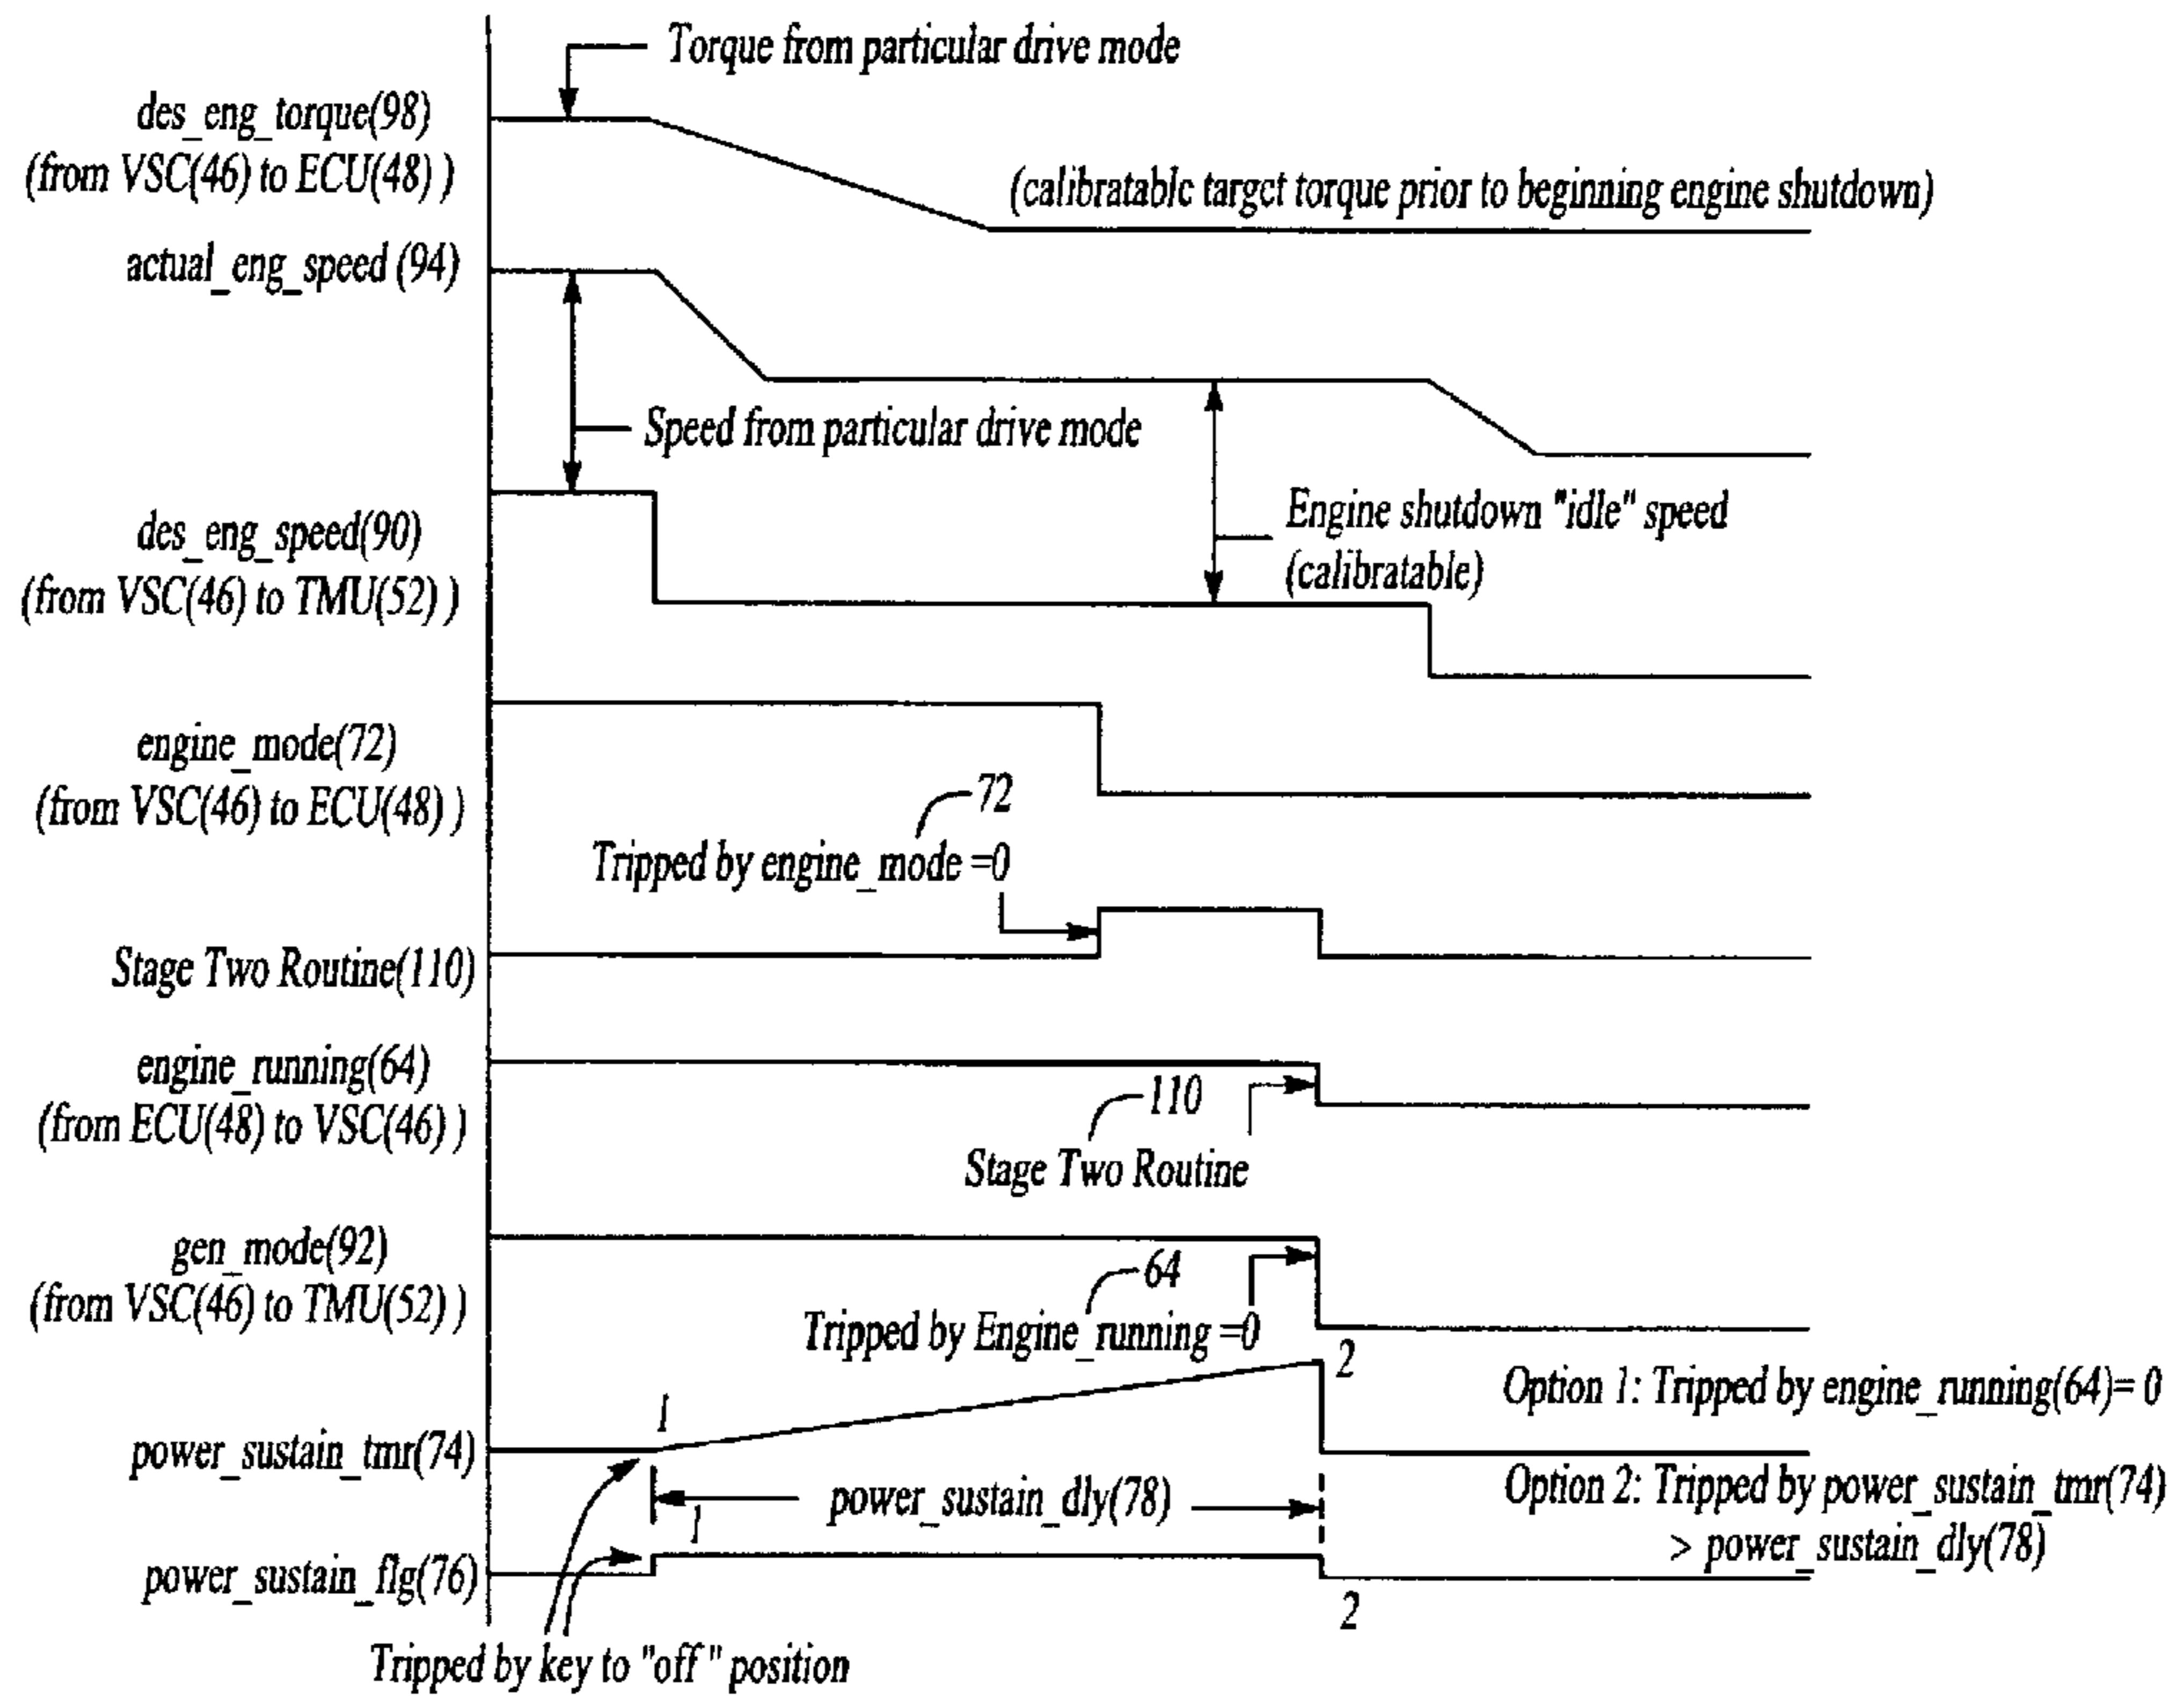 Torque from particular drive mode
des_eng_torque(98)
(from VSC(46) to ECU(48) )
(calibratable target torque prior to beginning engine shutdown)
actual_eng_speed (94)
Speed from particular drive mode
des_eng_speed(90)
(from VSC(46) to TMU(52) )
Engine shutdown "idle" speed
(calibratable)
engine_mode(72)
(from VSC(46) to ECU(48) )
72
Tripped by engine_mode =0
Stage Two Routine(110)
engine_running(64)
(from ECU(48) to VSC(46) )
110
Stage Two Routine
gen_mode(92)
(from VSC(46) to TMU(52) )
64
Tripped by Engine_running =0
2
Option 1: Tripped by engine_running(64)= 0
1
power_sustain_tmr(74)
Option 2: Tripped by power_sustain_tmr(74)
> power_sustain_dly(78)
power_sustain_dly(78)
1
power_sustain_flg(76)
2
Tripped by key to "off" position